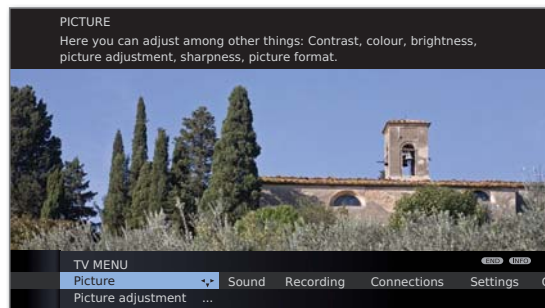 PICTURE
Here you can adjust among other things: Contrast, colour, brightness,
picture adjustment, sharpness, picture format.
TV MENU END INFO
Picture Sound Recording Connections Settings
Picture adjustment ...